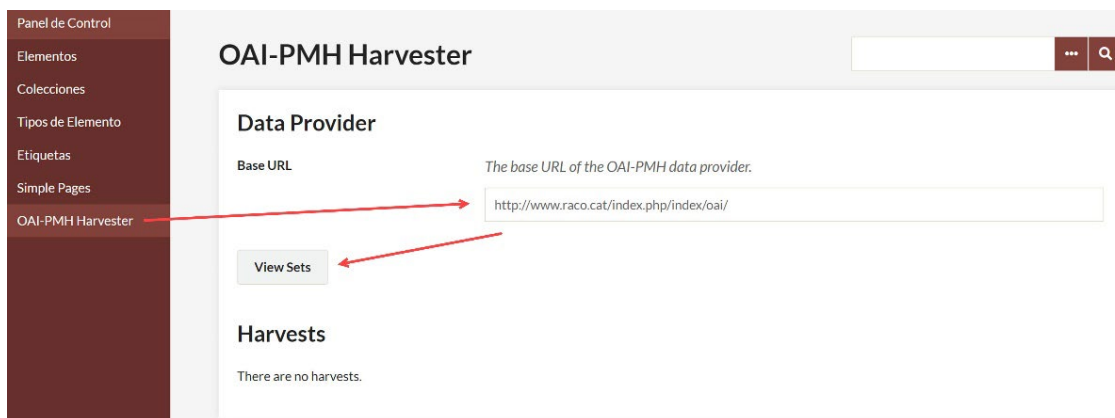 Panel de Control
Elementos
Colecciones
Tipos de Elemento
Etiquetas
Simple Pages
OAI-PMH Harvester
OAI-PMH Harvester
Data Provider
Base URL
The base URL of the OAI-PMH data provider.
http://www.raco.cat/index.php/index/oai/
View Sets
Harvests
There are no harvests.